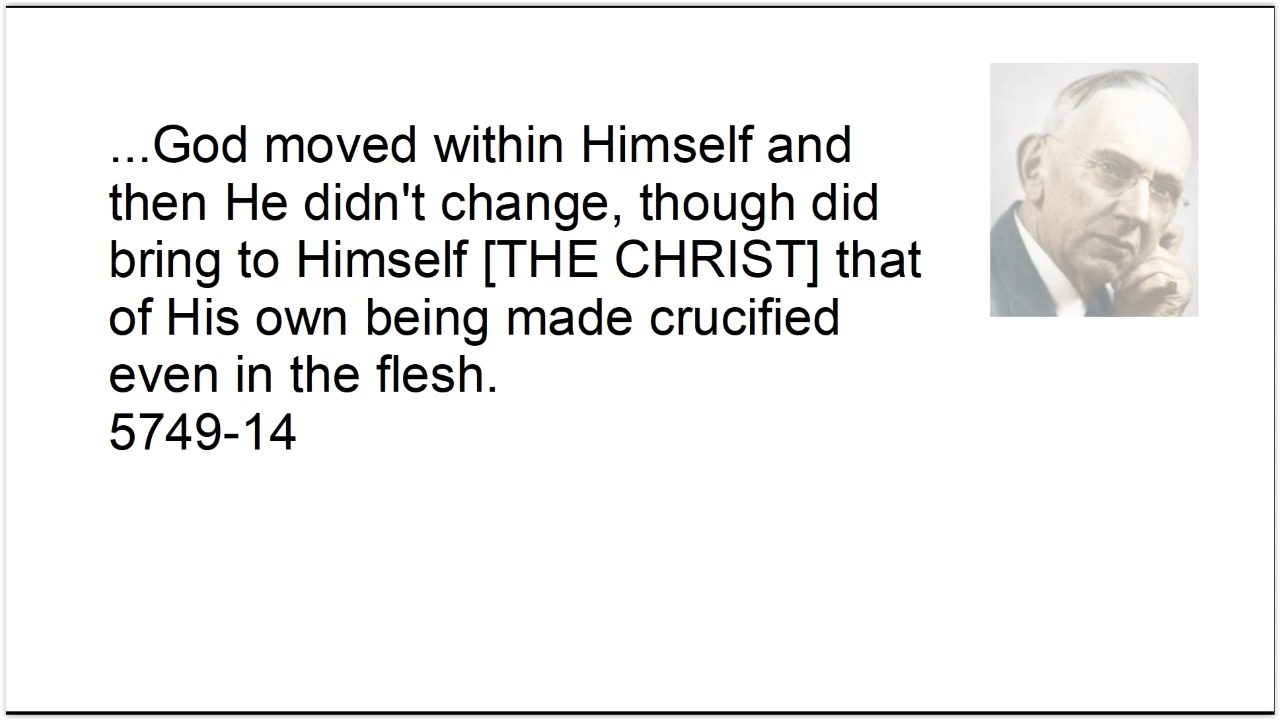 ...God moved within Himself and
then He didn't change, though did
bring to Himself [THE CHRIST] that
of His own being made crucified
even in the flesh.
5749-14